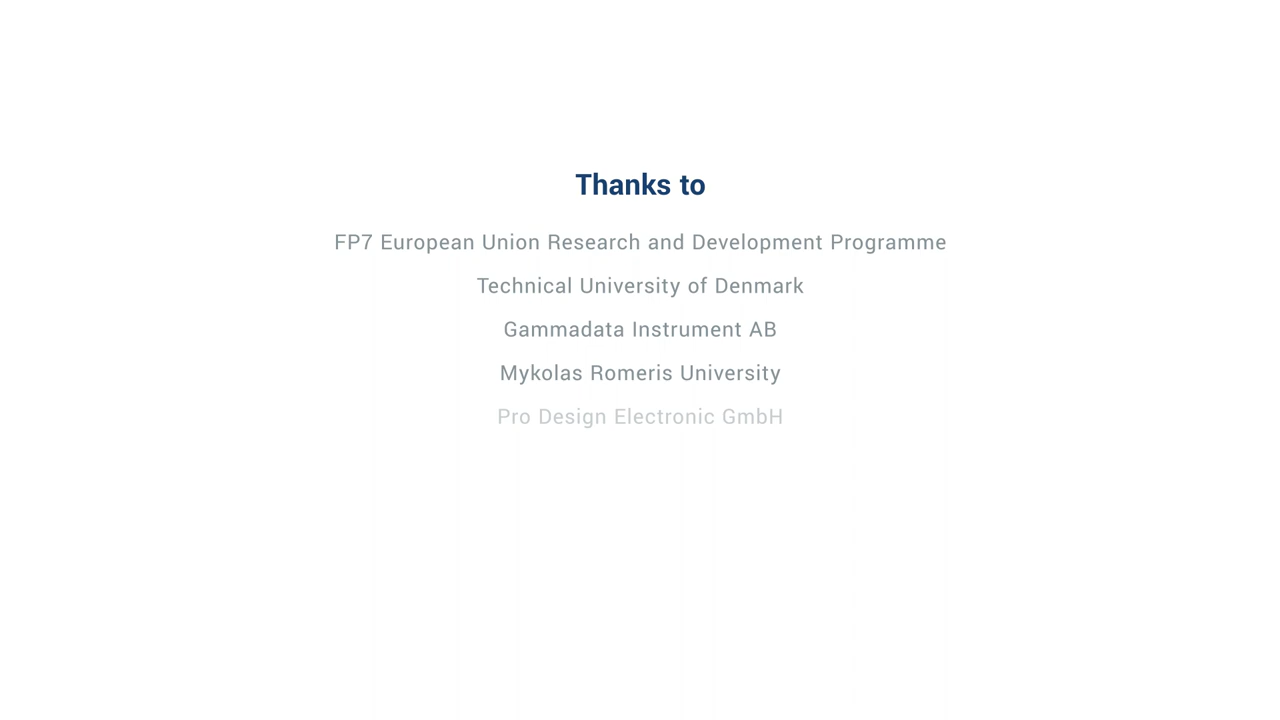 Thanks to
FP7 European Union Research and Development Programme
Technical University of Denmark
Gammadata Instrument AB
Mykolas Romeris University
Pro Design Electronic GmbH